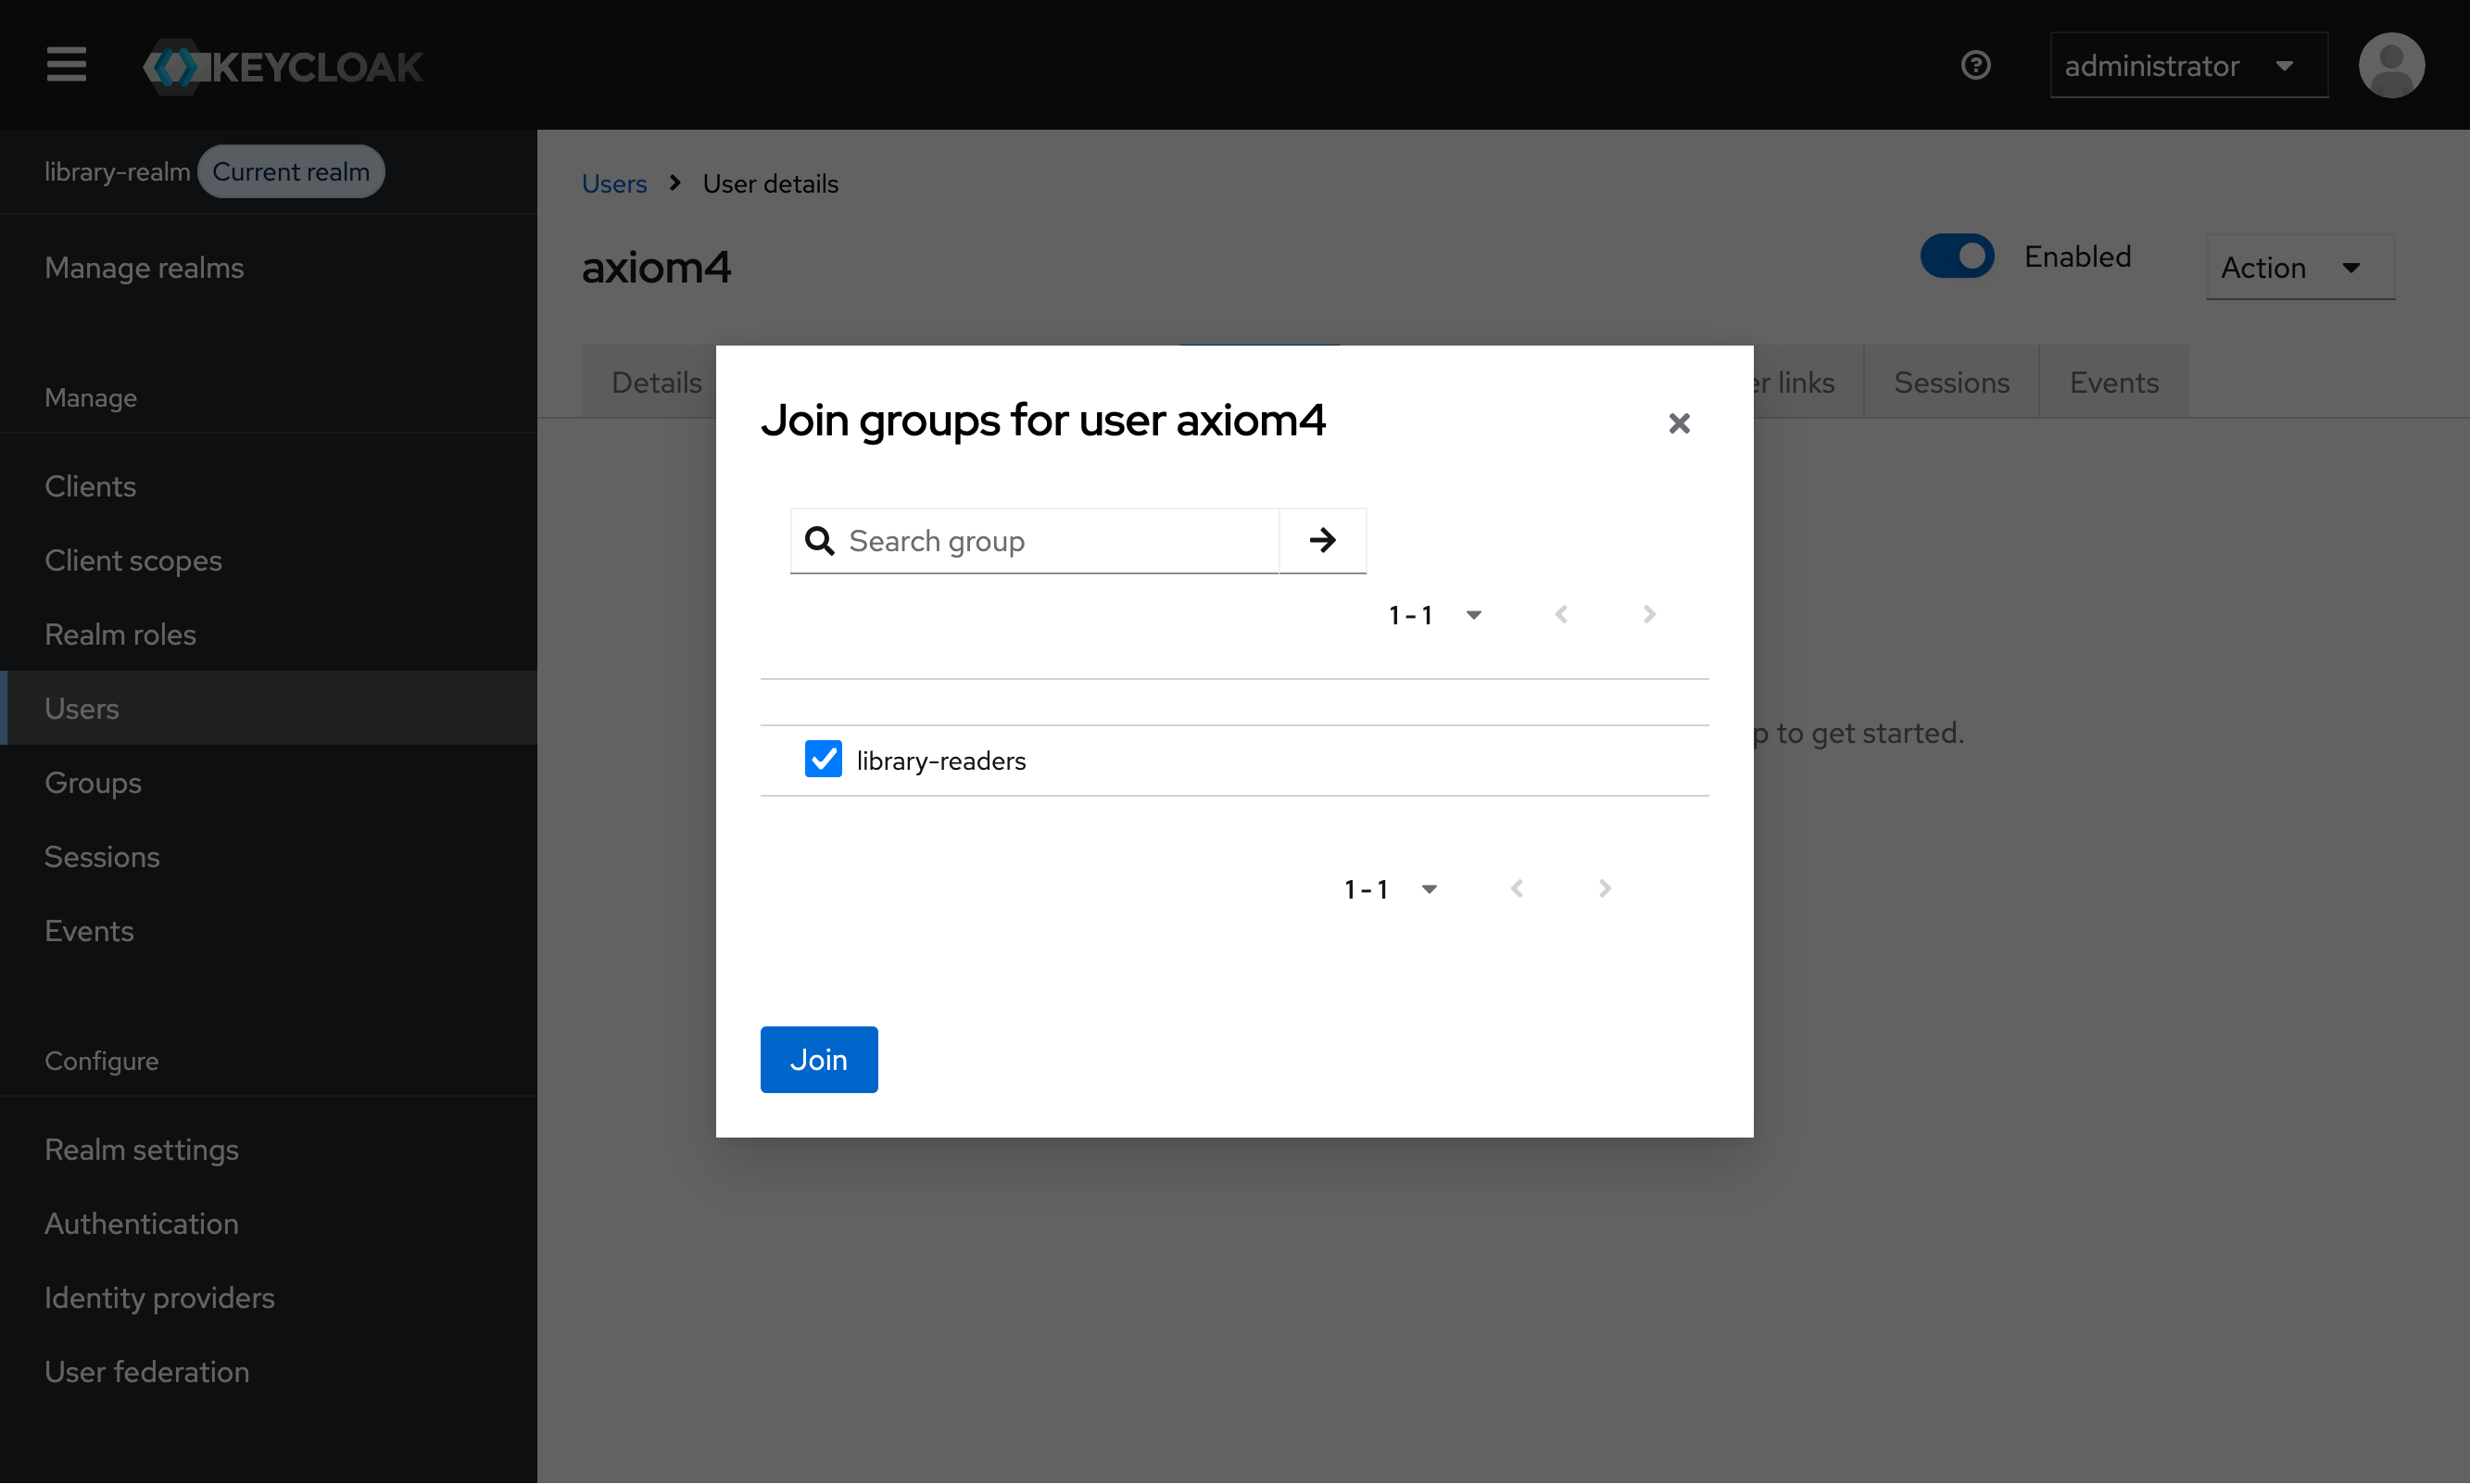 KEYCLOAK
administrator
library-realm Current realm
Manage realms
Manage
Clients
Client scopes
Realm roles
Users
Groups
Sessions
Events
Configure
Realm settings
Authentication
Identity providers
User federation
Users User details
axiom4
Enabled
Action
Details
links
Sessions
Events
to get started.
Join groups for user axiom4
Search group
1 - 1
library-readers
1 - 1
Join